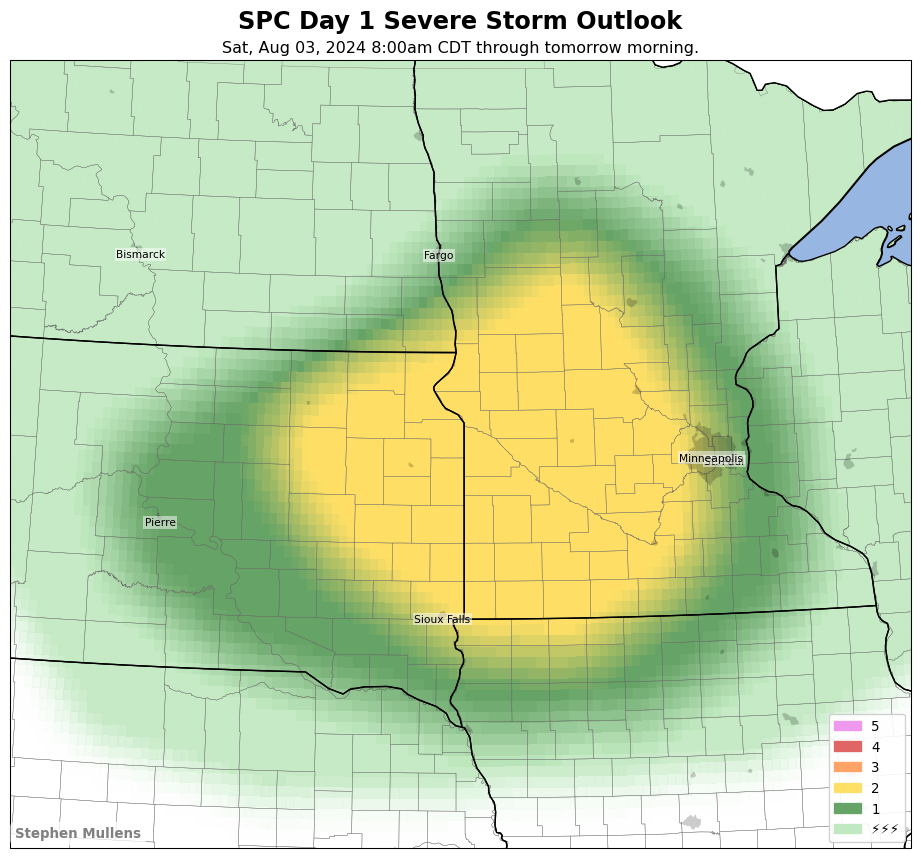 SPC Day 1 Severe Storm Outlook
Sat, Aug 03, 2024 8:00am CDT through tomorrow morning.
Bismarck
Fargo
Minneapolis
Pierre
Sioux Falls
5
4
3
2
1
⚡⚡⚡
Stephen Mullens